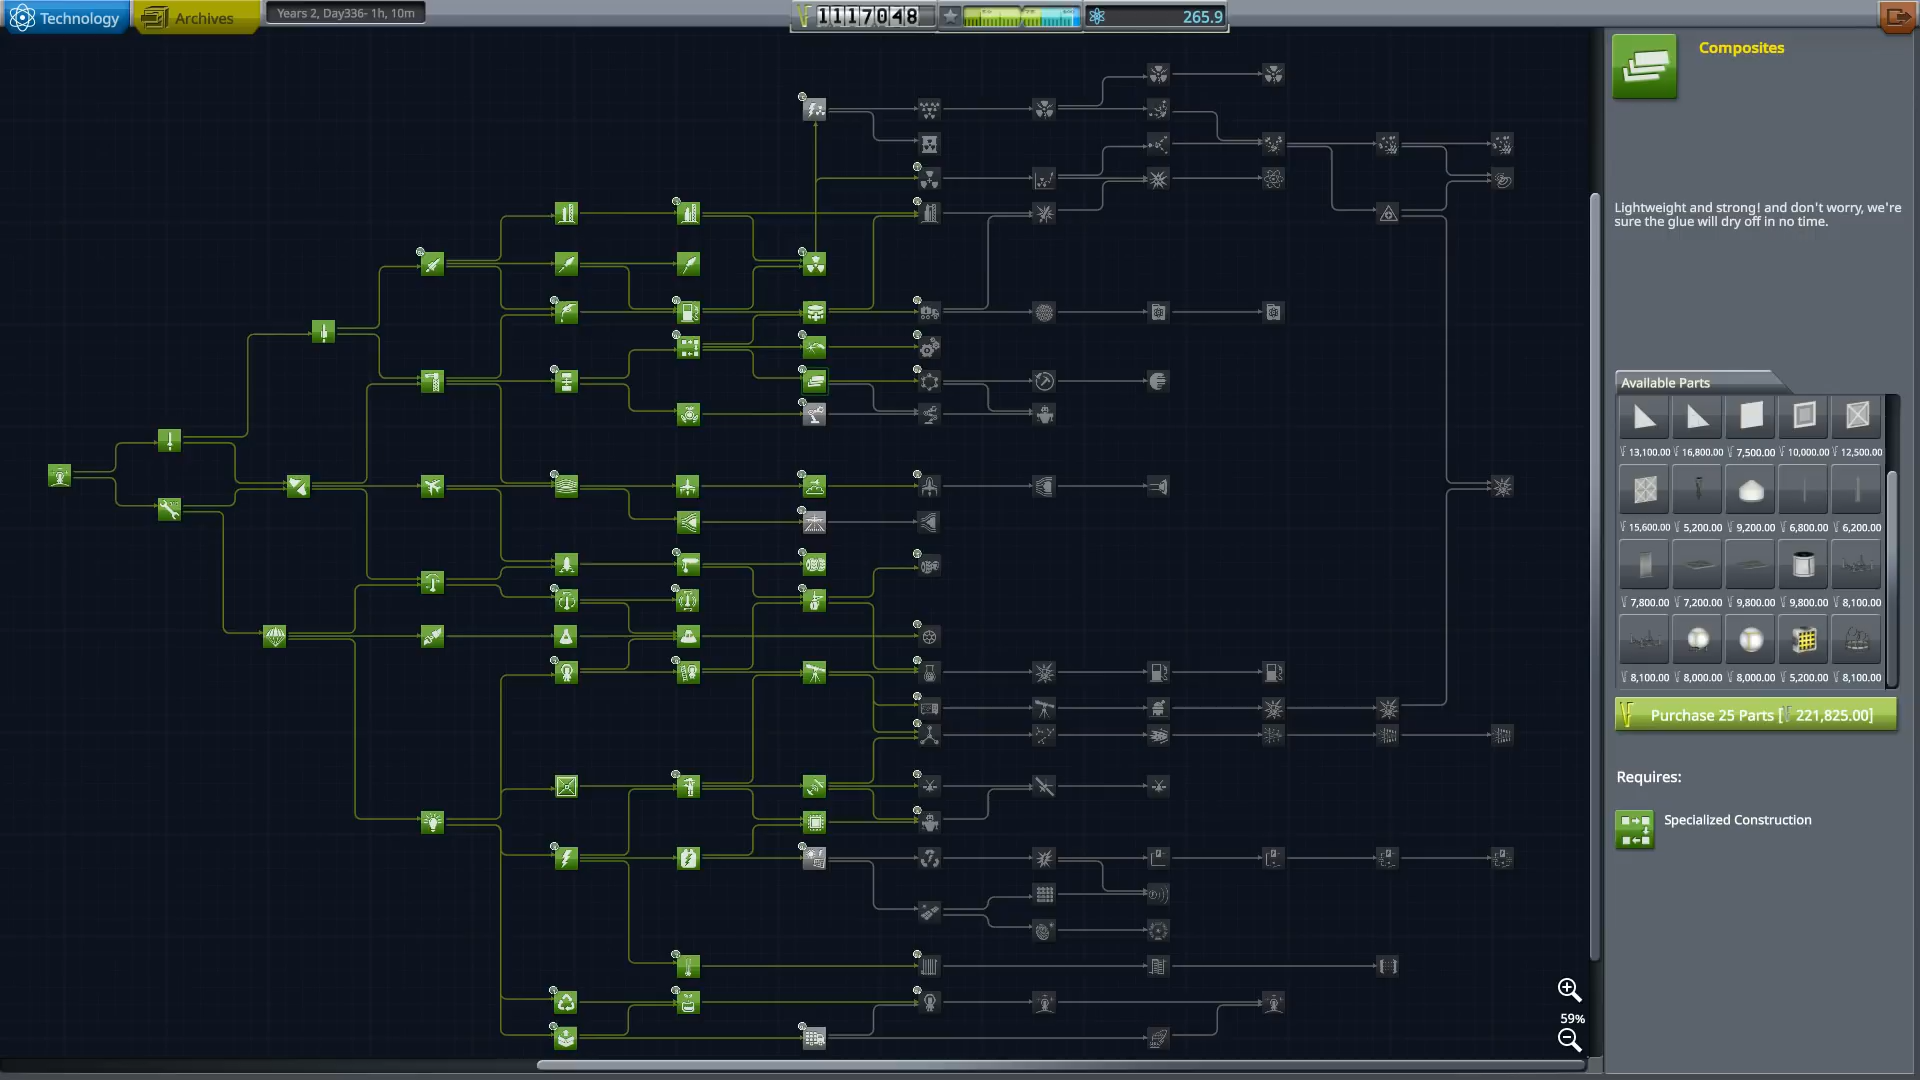 Technology
Archives
Years 2, Day336- 1h, 10m
1117048
265.9
Composites
Lightweight and strong! and don't worry, we're
sure the glue will dry off in no time.
Available Parts
13,100.00 16,800.00 7,500.00 10,000.00 12,500.00
15,600.00 5,200.00 9,200.00 6,800.00 6,200.00
7,800.00 7,200.00 9,800.00 9,800.00 8,100.00
8,100.00 8,000.00 8,000.00 5,200.00 8,100.00
Purchase 25 Parts [ 221,825.00]
Requires:
Specialized Construction
59%